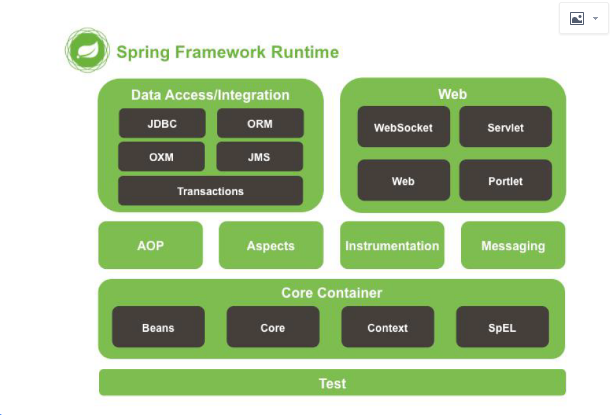 Spring Framework Runtime
Data Access/Integration
JDBC
ORM
OXM
JMS
Transactions
Web
WebSocket
Servlet
Web
Portlet
AOP
Aspects
Instrumentation
Messaging
Core Container
Beans
Core
Context
SpEL
Test